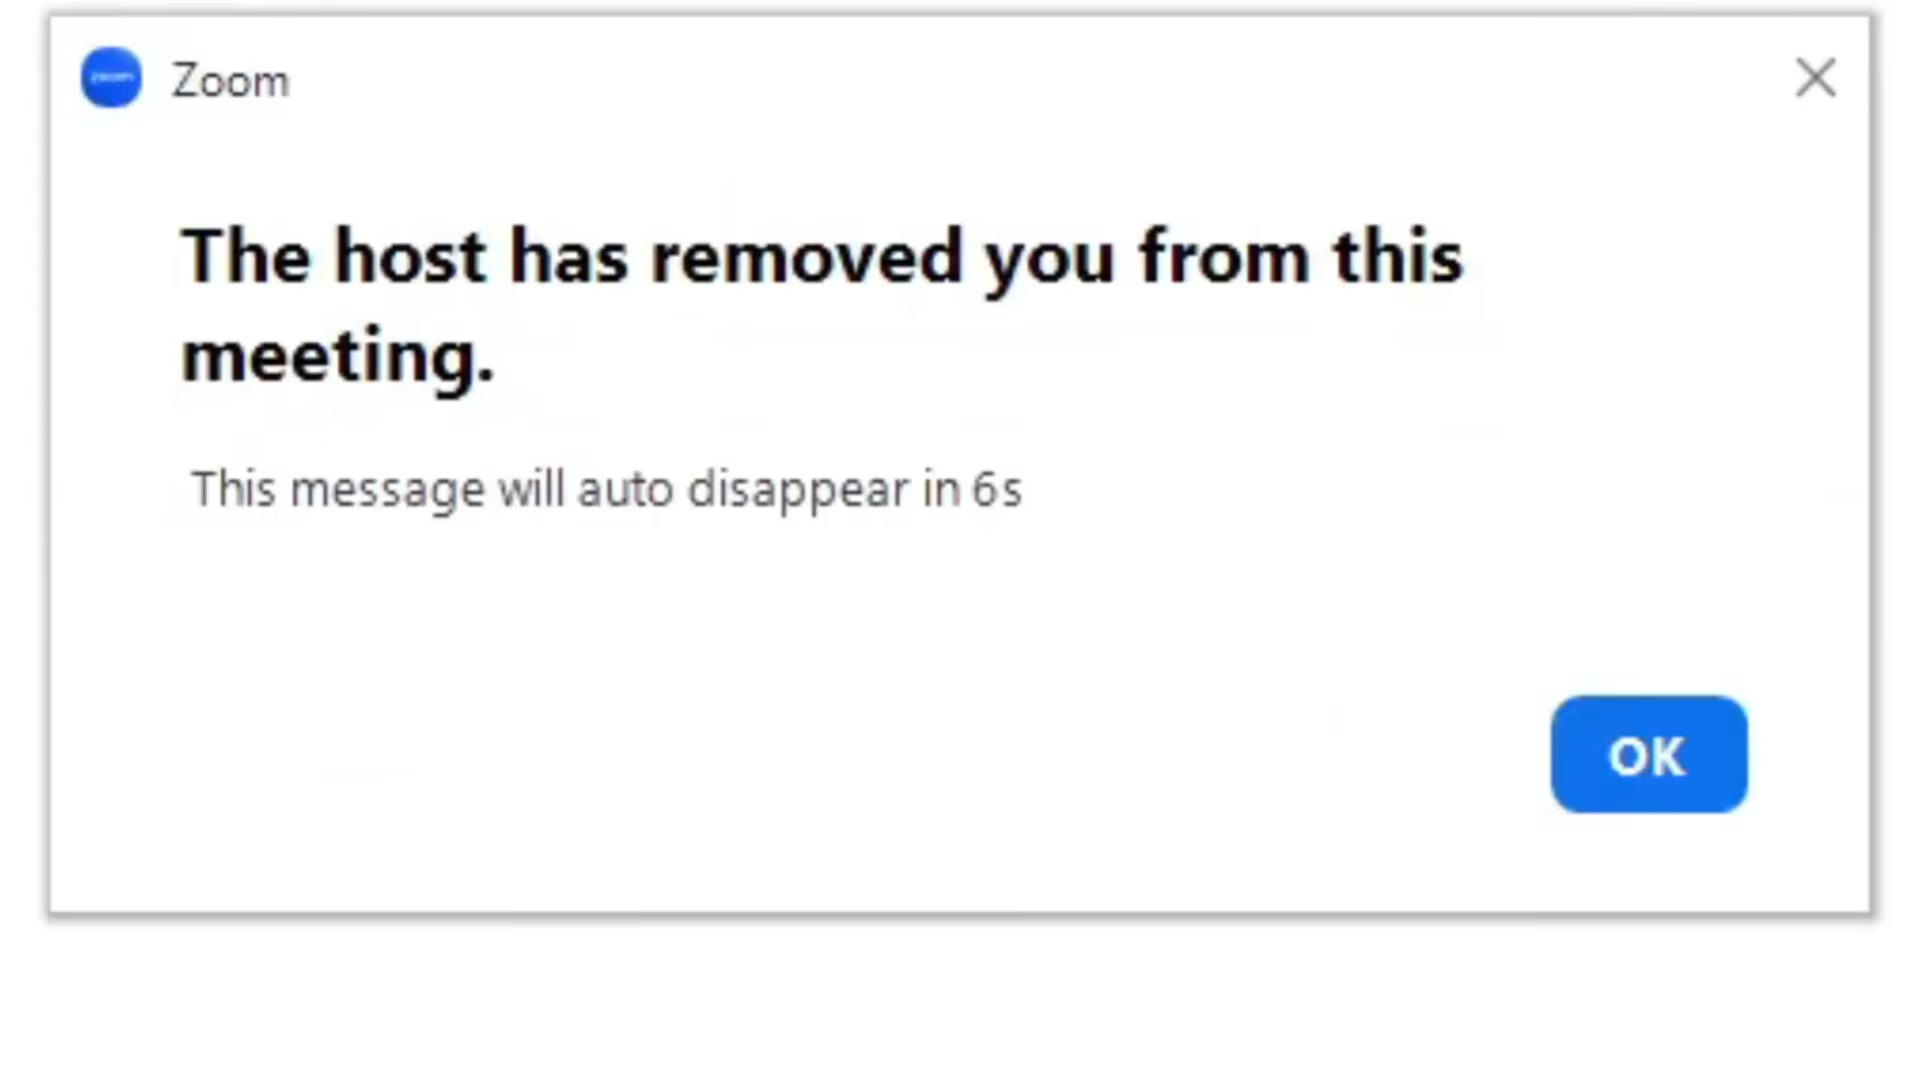 Zoom
The host has removed you from this
meeting.
This message will auto disappear in 6s
OK